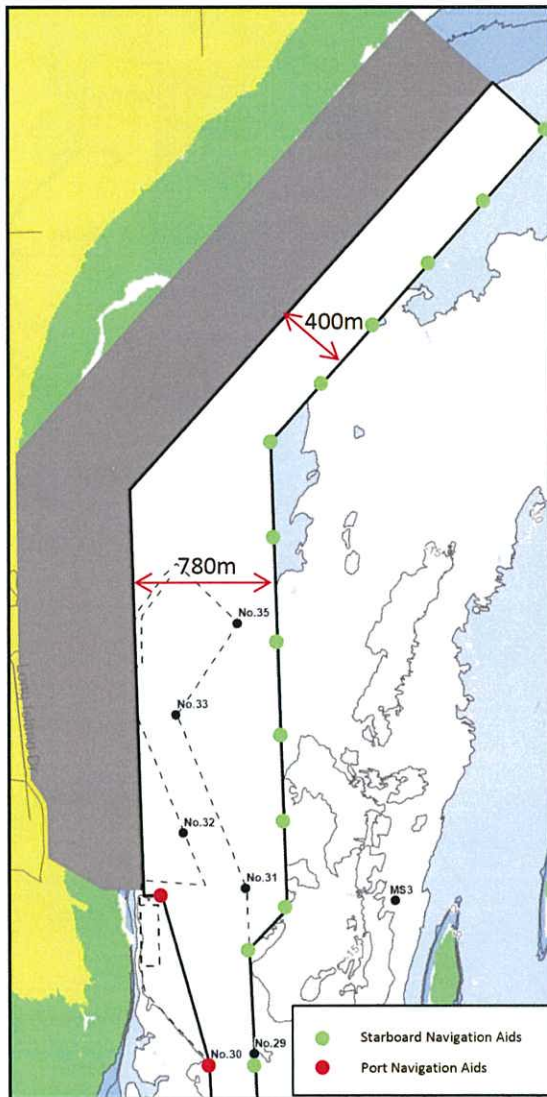 400m
780m
No.35
No.33
No.32
No.31
MS3
No.30
No.29
Starboard Navigation Aids
Port Navigation Aids